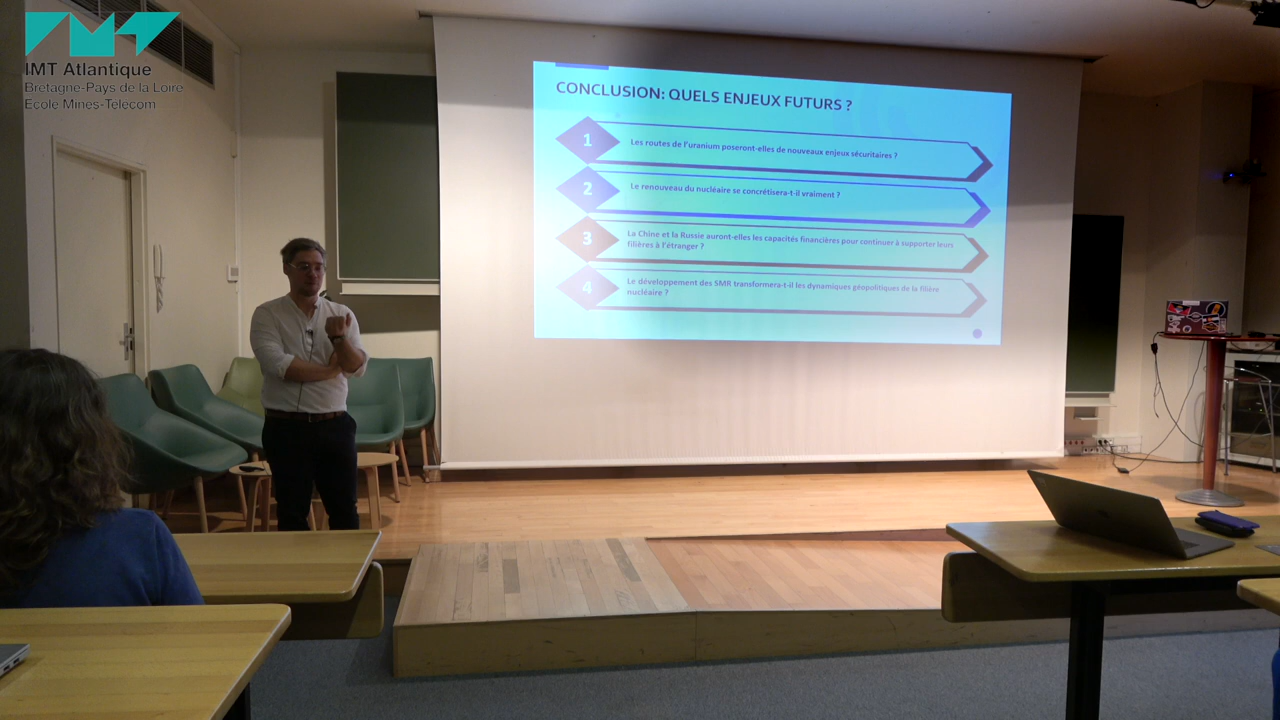 IMT Atlantique
Bretagne-Pays de la Loire
École Mines-Télécom
CONCLUSION: QUELS ENJEUX FUTURS ?
1
Les routes de l'uranium poseront-elles de nouveaux enjeux sécuritaires ?
2
Le renouveau du nucléaire se concrétisera-t-il vraiment ?
3
La Chine et la Russie auront-elles les capacités financières pour continuer à supporter leurs
filières à l'étranger ?
4
Le développement des SMR transformera-t-il les dynamiques géopolitiques de la filière
nucléaire ?